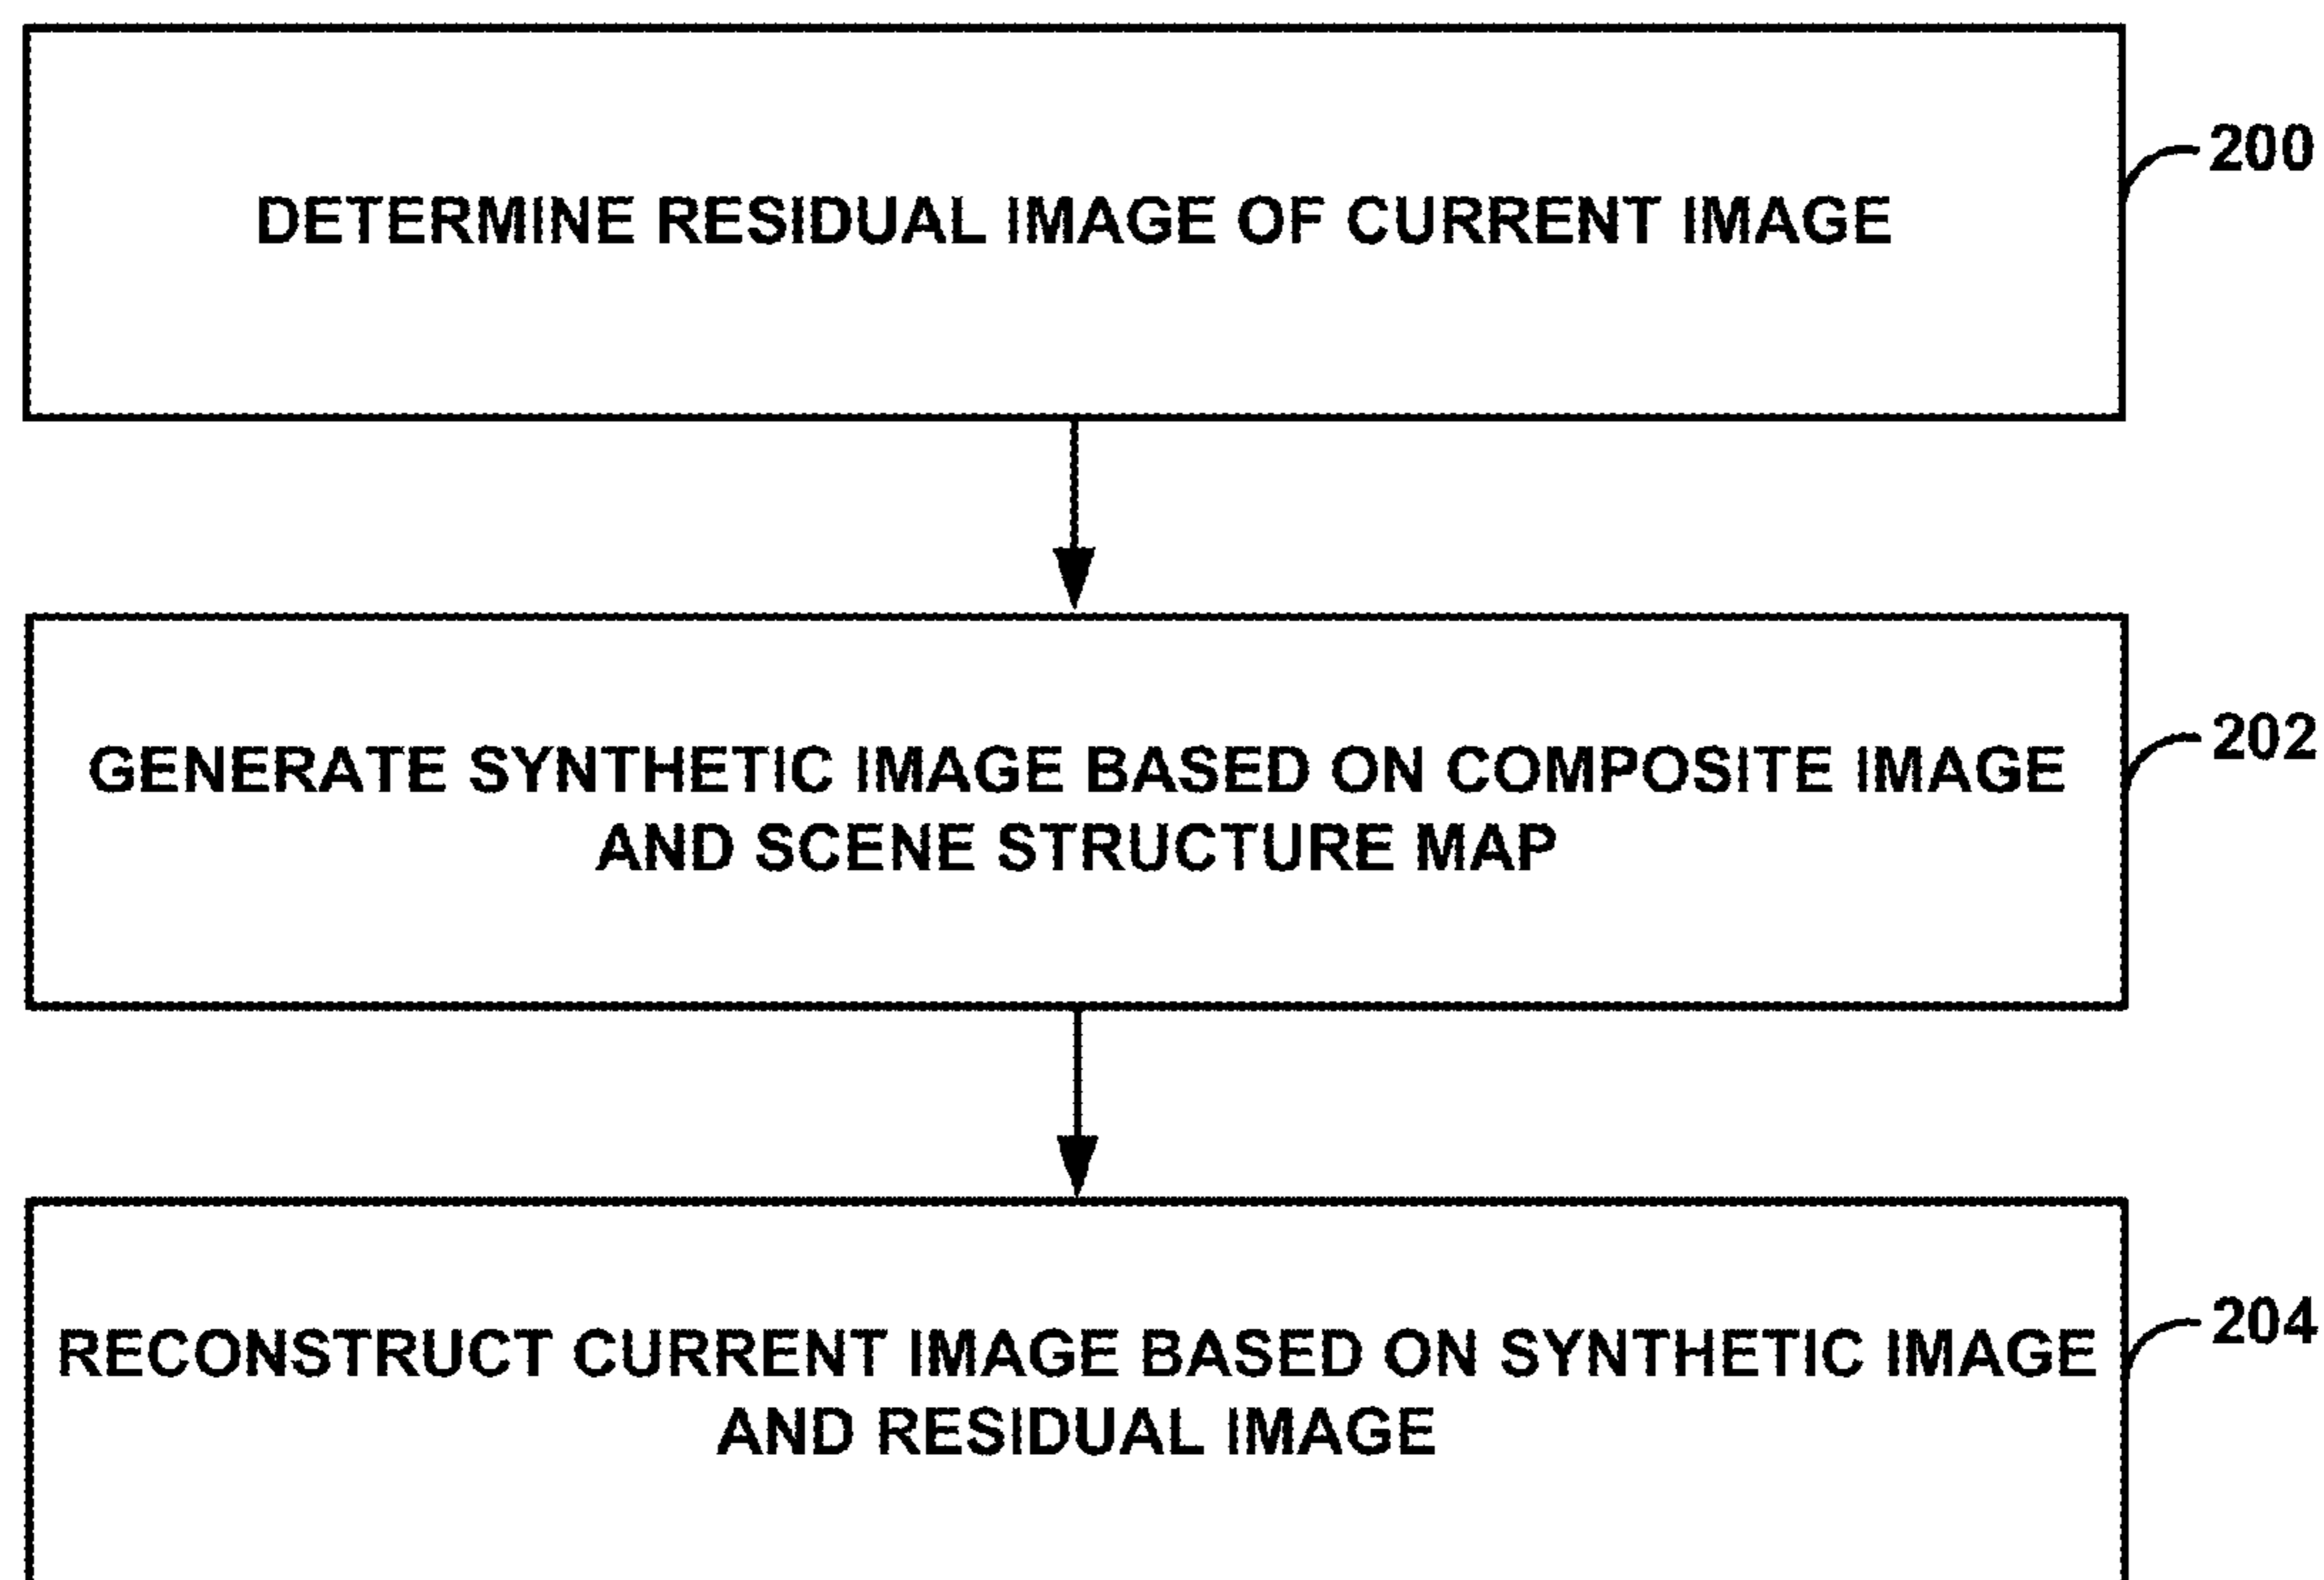 DETERMINE RESIDUAL IMAGE OF CURRENT IMAGE
200
GENERATE SYNTHETIC IMAGE BASED ON COMPOSITE IMAGE
AND SCENE STRUCTURE MAP
202
RECONSTRUCT CURRENT IMAGE BASED ON SYNTHETIC IMAGE
AND RESIDUAL IMAGE
204